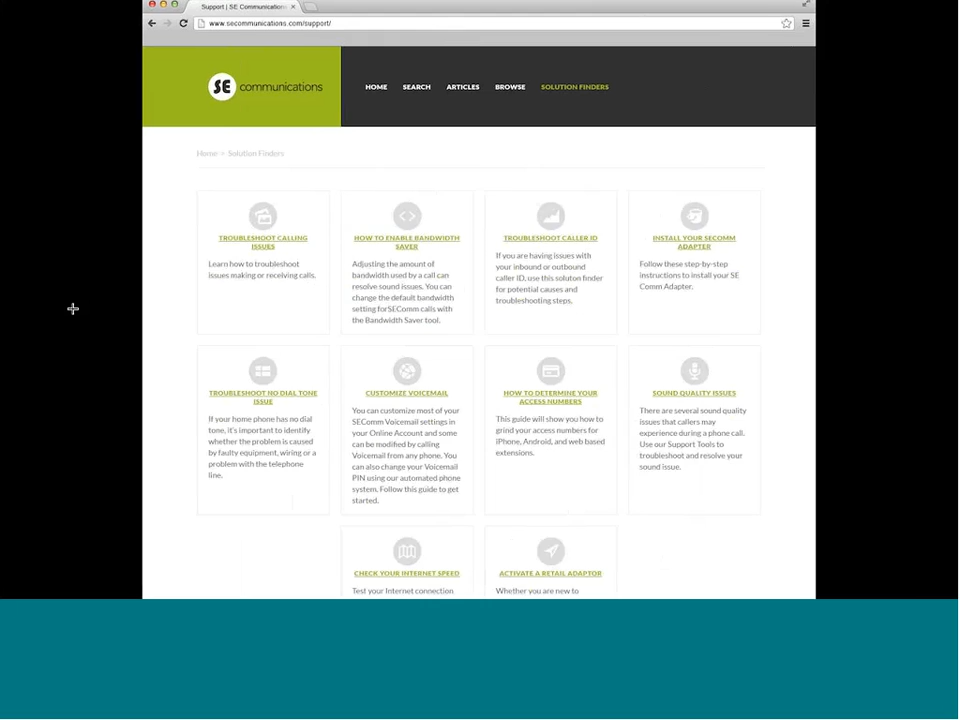 Support | SE Communications
www.secommunications.com/support/
SE communications
HOME SEARCH ARTICLES BROWSE SOLUTION FINDERS
Home > Solution Finders
TROUBLESHOOT CALLING
ISSUES
Learn how to troubleshoot
issues making or receiving calls.
HOW TO ENABLE BANDWIDTH
SAVER
Adjusting the amount of
bandwidth used by a call can
resolve sound issues. You can
change the default bandwidth
setting forSEComm calls with
the Bandwidth Saver tool.
TROUBLESHOOT CALLER ID
If you are having issues with
your inbound or outbound
caller ID, use this soluton finder
for potential causes and
troubleshooting steps.
INSTALL YOUR SECOMM
ADAPTER
Follow these step-by-step
instructions to install your SE
Comm Adapter.
TROUBLESHOOT NO DIAL TONE
ISSUE
If your home phone has no dial
tone, it's important to identify
whether the problem is caused
by faulty equipment, wiring or a
problem with the telephone
line.
CUSTOMIZE VOICEMAIL
You can customize most of your
SEComm Voicemail settings in
your Online Account and some
can be modified by calling
Voicemail from any phone. You
can also change your Voicemail
PIN using our automated phone
system. Follow this guide to get
started.
HOW TO DETERMINE YOUR
ACCESS NUMBERS
This guide will show you how to
grind your access numbers for
iPhone, Android, and web based
extensions.
SOUND QUALITY ISSUES
There are several sound quality
issues that callers may
experience during a phone call.
Use our Support Tools to
troubleshoot and resolve your
sound issue.
CHECK YOUR INTERNET SPEED
Test your Internet connection
ACTIVATE A RETAIL ADAPTOR
Whether you are new to